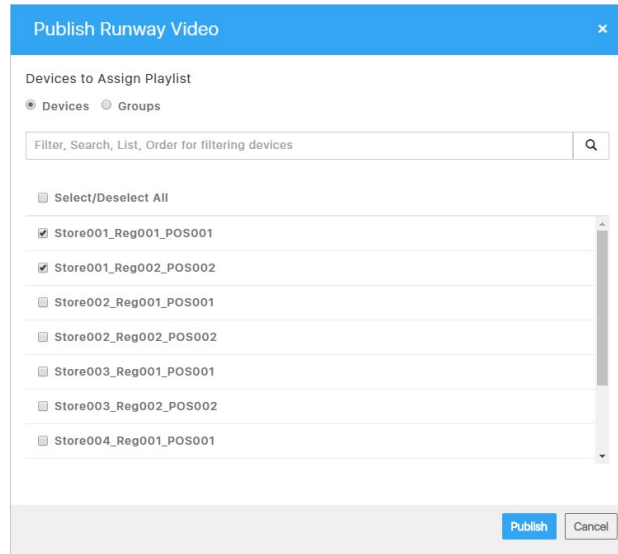 Publish Runway Video ×
Devices to Assign Playlist
Devices Groups
Filter, Search, List, Order for filtering devices
Select/Deselect All
Store001_Reg001_POS001
Store001_Reg002_POS002
Store002_Reg001_POS001
Store002_Reg002_POS002
Store003_Reg001_POS001
Store003_Reg002_POS002
Store004_Reg001_POS001
Publish Cancel